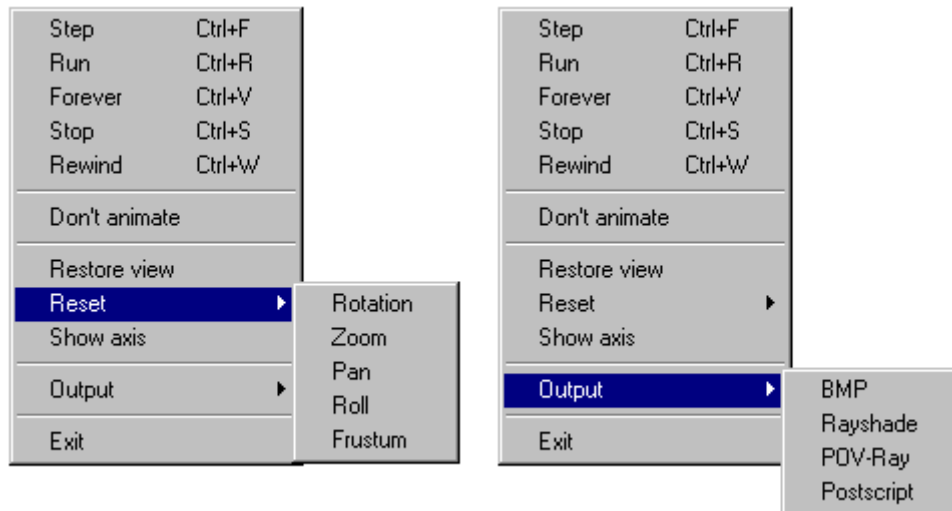 Step Ctrl+F
Run Ctrl+R
Forever Ctrl+V
Stop Ctrl+S
Rewind Ctrl+W
Don't animate
Restore view
Reset
Show axis
Output
Exit
Rotation
Zoom
Pan
Roll
Frustum
Step Ctrl+F
Run Ctrl+R
Forever Ctrl+V
Stop Ctrl+S
Rewind Ctrl+W
Don't animate
Restore view
Reset
Show axis
Output
Exit
BMP
Rayshade
POV-Ray
Postscript